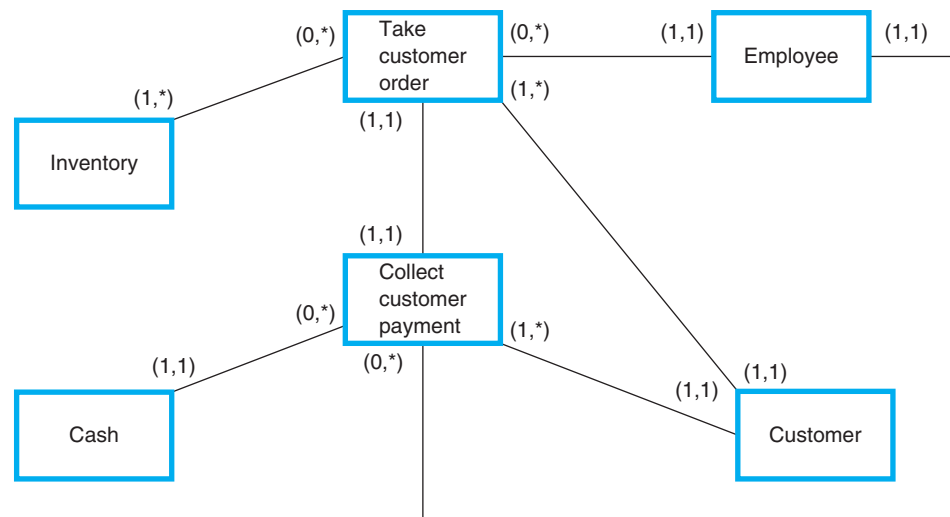 (0,*)
Take
customer
order
(0,*)
(1,1)
Employee
(1,1)
(1,*)
(1,*)
(1,1)
Inventory
(1,1)
Collect
customer
payment
(0,*)
(1,*)
(1,1)
(0,*)
(1,1)
(1,1)
Cash
Customer